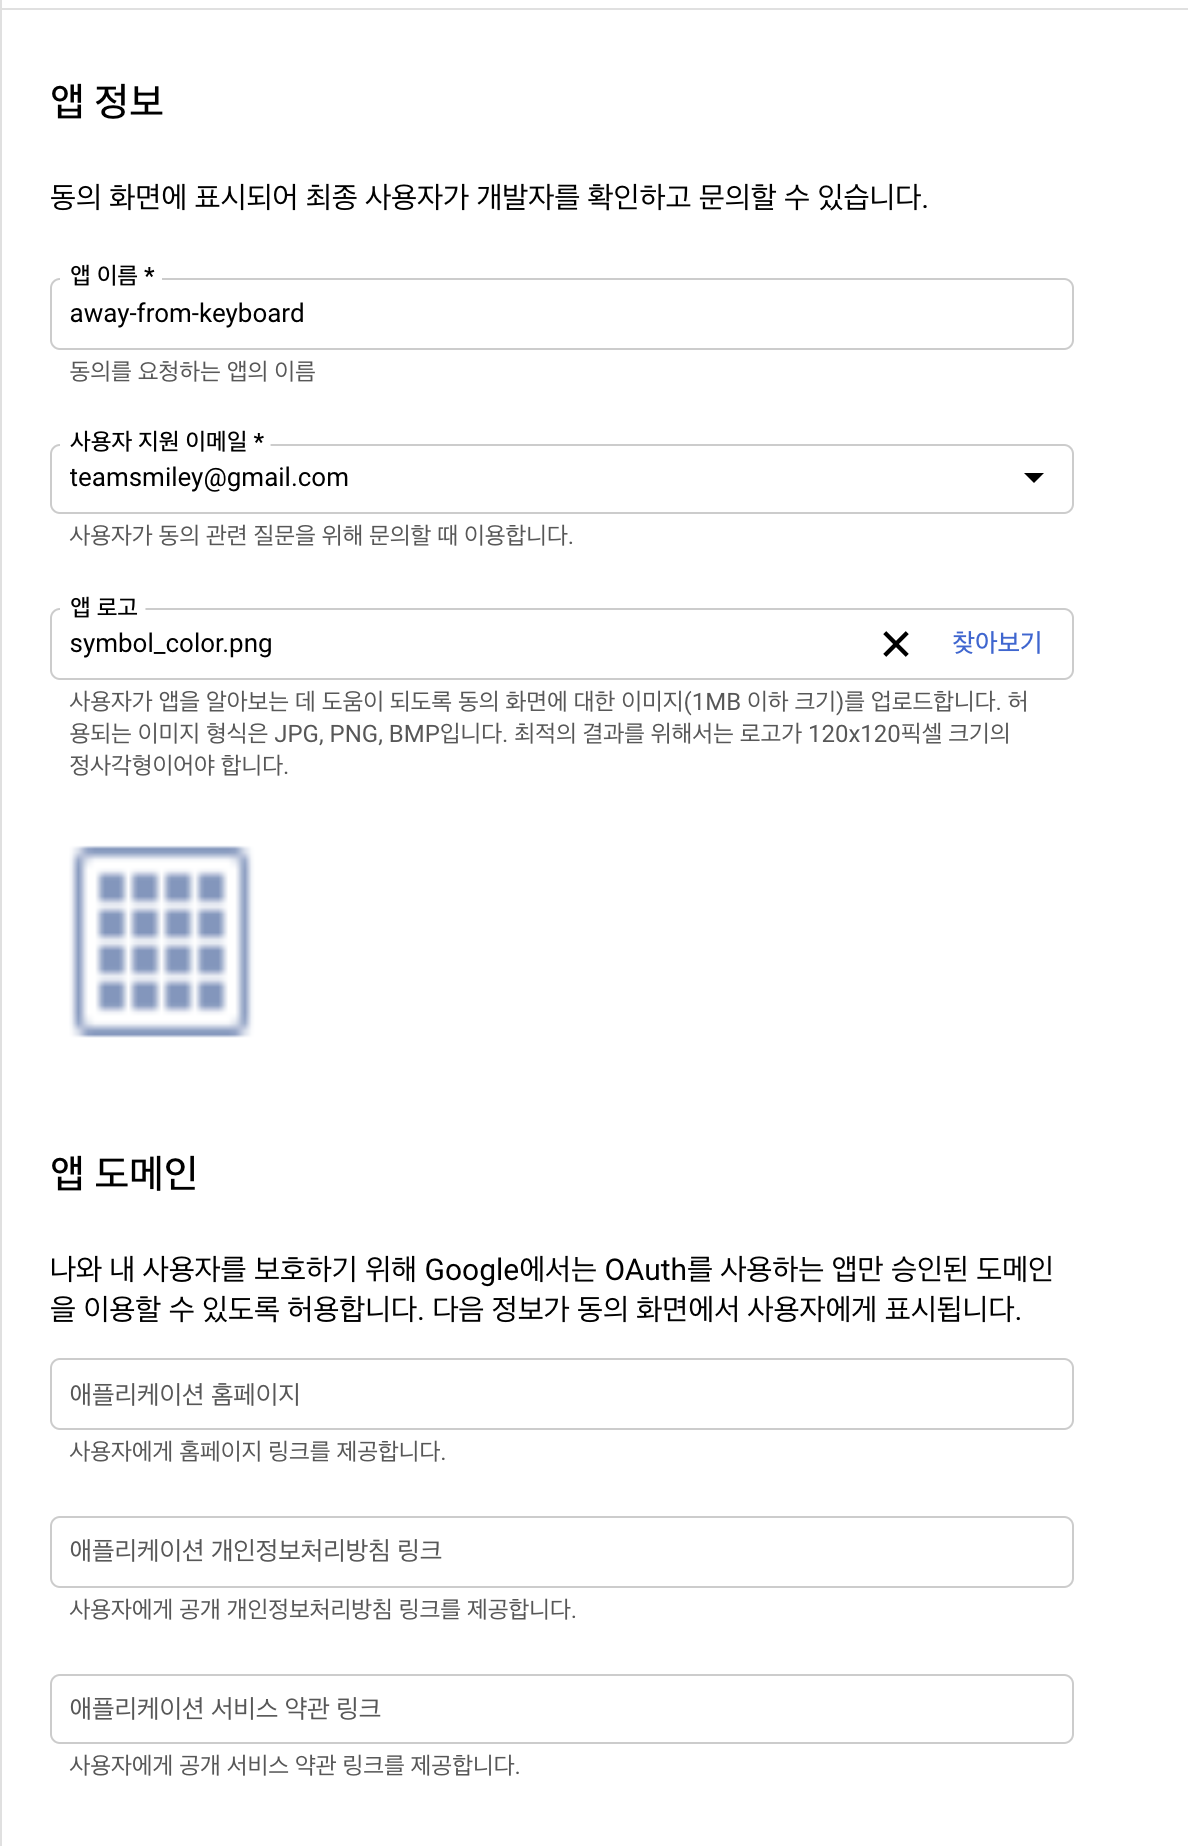 앱 정보
동의 화면에 표시되어 최종 사용자가 개발자를 확인하고 문의할 수 있습니다.
앱 이름 *
away-from-keyboard
동의를 요청하는 앱의 이름
사용자 지원 이메일 *
teamsmiley@gmail.com
사용자가 동의 관련 질문을 위해 문의할 때 이용합니다.
앱 로고
symbol_color.png
찾아보기
사용자가 앱을 알아보는 데 도움이 되도록 동의 화면에 대한 이미지(1MB 이하 크기)를 업로드합니다. 허
용되는 이미지 형식은 JPG, PNG, BMP입니다. 최적의 결과를 위해서는 로고가 120x120픽셀 크기의
정사각형이어야 합니다.
앱 도메인
나와 내 사용자를 보호하기 위해 Google에서는 OAuth를 사용하는 앱만 승인된 도메인
을 이용할 수 있도록 허용합니다. 다음 정보가 동의 화면에서 사용자에게 표시됩니다.
애플리케이션 홈페이지
사용자에게 홈페이지 링크를 제공합니다.
애플리케이션 개인정보처리방침 링크
사용자에게 공개 개인정보처리방침 링크를 제공합니다.
애플리케이션 서비스 약관 링크
사용자에게 공개 서비스 약관 링크를 제공합니다.